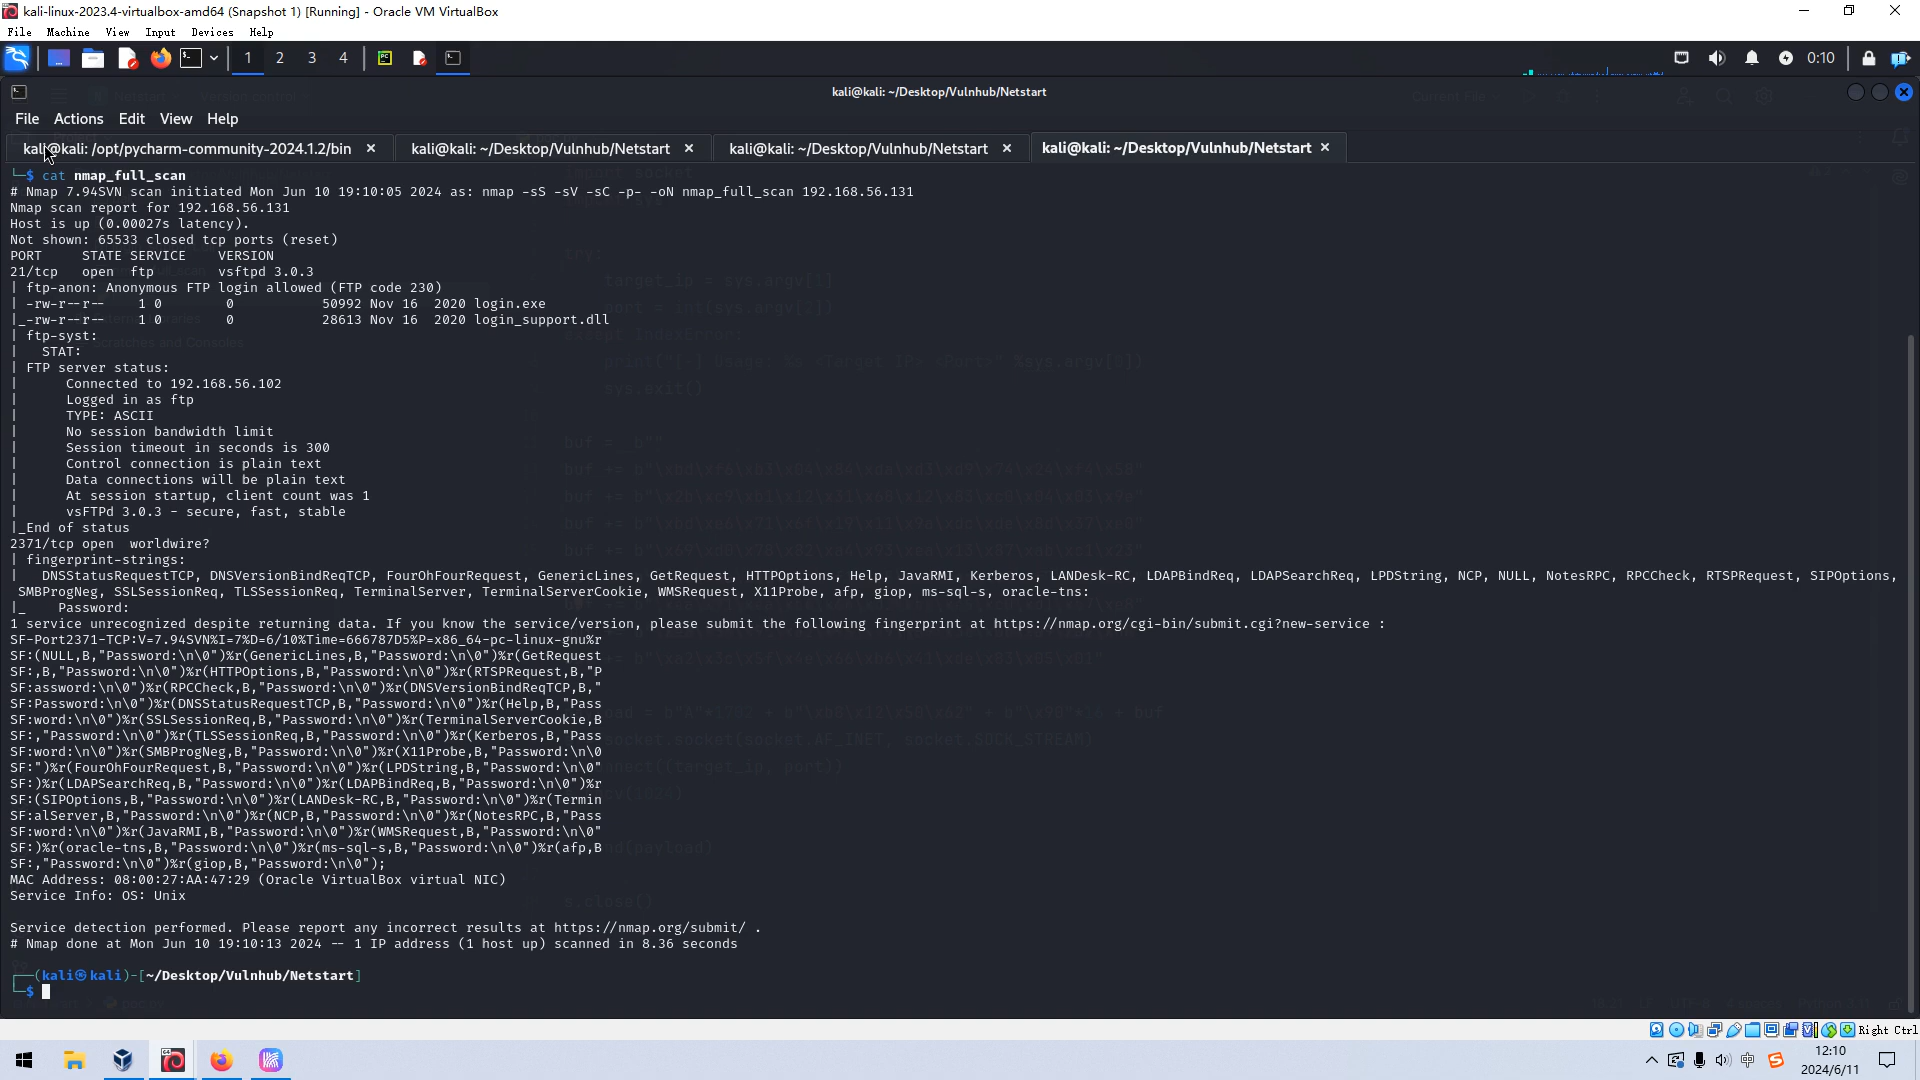 kali-linux-2023.4-virtualbox-amd64 (Snapshot 1) [Running] - Oracle VM VirtualBox
File Machine View Input Devices Help
1 2 3 4 0:10
kali@kali: ~/Desktop/Vulnhub/Netstart
File Actions Edit View Help
kali@kali: /opt/pycharm-community-2024.1.2/bin kali@kali: ~/Desktop/Vulnhub/Netstart kali@kali: ~/Desktop/Vulnhub/Netstart kali@kali: ~/Desktop/Vulnhub/Netstart
└─$ cat nmap_full_scan
# Nmap 7.94SVN scan initiated Mon Jun 10 19:10:05 2024 as: nmap -sS -sV -sC -p- -oN nmap_full_scan 192.168.56.131
Nmap scan report for 192.168.56.131
Host is up (0.00027s latency).
Not shown: 65533 closed tcp ports (reset)
PORT     STATE SERVICE    VERSION
21/tcp   open  ftp        vsftpd 3.0.3
| ftp-anon: Anonymous FTP login allowed (FTP code 230)
| -rw-r--r--    1 0        0           50992 Nov 16  2020 login.exe
|_-rw-r--r--    1 0        0           28613 Nov 16  2020 login_support.dll
| ftp-syst:
|   STAT:
| FTP server status:
|      Connected to 192.168.56.102
|      Logged in as ftp
|      TYPE: ASCII
|      No session bandwidth limit
|      Session timeout in seconds is 300
|      Control connection is plain text
|      Data connections will be plain text
|      At session startup, client count was 1
|      vsFTPd 3.0.3 - secure, fast, stable
|_End of status
2371/tcp open  worldwire?
| fingerprint-strings:
|   DNSStatusRequestTCP, DNSVersionBindReqTCP, FourOhFourRequest, GenericLines, GetRequest, HTTPOptions, Help, JavaRMI, Kerberos, LANDesk-RC, LDAPBindReq, LDAPSearchReq, LPDString, NCP, NULL, NotesRPC, RPCCheck, RTSPRequest, SIPOptions,
SMBProgNeg, SSLSessionReq, TLSSessionReq, TerminalServer, TerminalServerCookie, WMSRequest, X11Probe, afp, giop, ms-sql-s, oracle-tns:
|_    Password:
1 service unrecognized despite returning data. If you know the service/version, please submit the following fingerprint at https://nmap.org/cgi-bin/submit.cgi?new-service :
SF-Port2371-TCP:V=7.94SVN%I=7%D=6/10%Time=666787D5%P=x86_64-pc-linux-gnu%r
SF:(NULL,B,"Password:\n\0")%r(GenericLines,B,"Password:\n\0")%r(GetRequest
SF:,B,"Password:\n\0")%r(HTTPOptions,B,"Password:\n\0")%r(RTSPRequest,B,"P
SF:assword:\n\0")%r(RPCCheck,B,"Password:\n\0")%r(DNSVersionBindReqTCP,B,"
SF:Password:\n\0")%r(DNSStatusRequestTCP,B,"Password:\n\0")%r(Help,B,"Pass
SF:word:\n\0")%r(SSLSessionReq,B,"Password:\n\0")%r(TerminalServerCookie,B
SF:,"Password:\n\0")%r(TLSSessionReq,B,"Password:\n\0")%r(Kerberos,B,"Pass
SF:word:\n\0")%r(SMBProgNeg,B,"Password:\n\0")%r(X11Probe,B,"Password:\n\0
SF:")%r(FourOhFourRequest,B,"Password:\n\0")%r(LPDString,B,"Password:\n\0"
SF:)%r(LDAPSearchReq,B,"Password:\n\0")%r(LDAPBindReq,B,"Password:\n\0")%r
SF:(SIPOptions,B,"Password:\n\0")%r(LANDesk-RC,B,"Password:\n\0")%r(Termin
SF:alServer,B,"Password:\n\0")%r(NCP,B,"Password:\n\0")%r(NotesRPC,B,"Pass
SF:word:\n\0")%r(JavaRMI,B,"Password:\n\0")%r(WMSRequest,B,"Password:\n\0"
SF:)%r(oracle-tns,B,"Password:\n\0")%r(ms-sql-s,B,"Password:\n\0")%r(afp,B
SF:,"Password:\n\0")%r(giop,B,"Password:\n\0");
MAC Address: 08:00:27:AA:47:29 (Oracle VirtualBox virtual NIC)
Service Info: OS: Unix
Service detection performed. Please report any incorrect results at https://nmap.org/submit/ .
# Nmap done at Mon Jun 10 19:10:13 2024 -- 1 IP address (1 host up) scanned in 8.36 seconds
┌──(kali㉿kali)-[~/Desktop/Vulnhub/Netstart]
└─$
Right Ctrl
中 12:10
2024/6/11